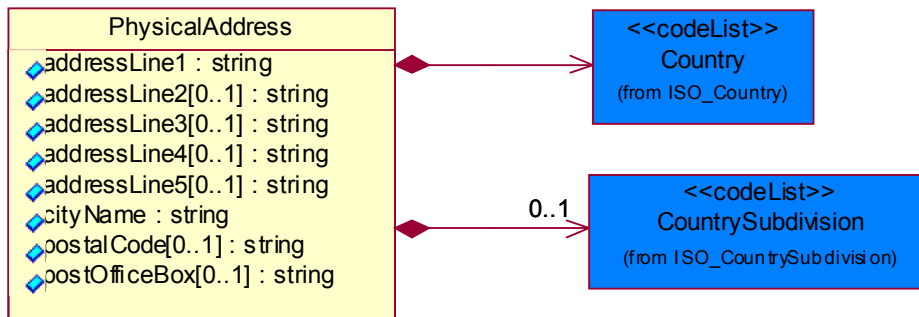 PhysicalAddress
addressLine1 : string
addressLine2[0..1] : string
addressLine3[0..1] : string
addressLine4[0..1] : string
addressLine5[0..1] : string
cityName : string
postalCode[0..1] : string
postOfficeBox[0..1] : string
<<codeList>>
Country
(from ISO_Country)
0..1
<<codeList>>
CountrySubdivision
(from ISO_CountrySubdivision)